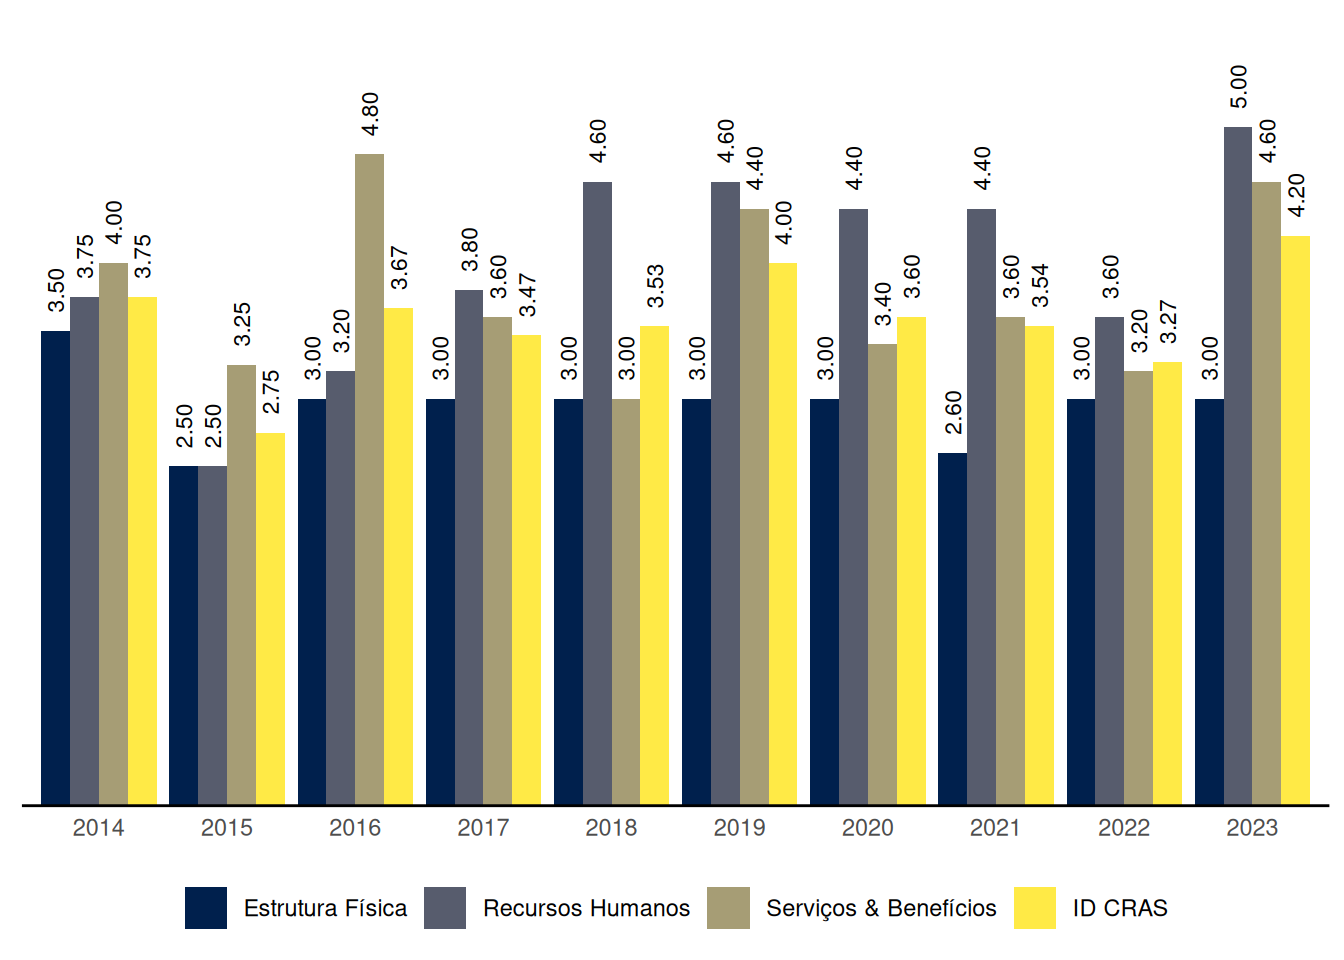 3.50 3.75 4.00 3.75 2.50 2.50 3.25 2.75 3.00 3.20 4.80 3.67 3.00 3.80 3.60 3.47 3.00 4.60 3.00 3.53 3.00 4.60 4.40 4.00 3.00 4.40 3.40 3.60 2.60 4.40 3.60 3.54 3.00 3.60 3.20 3.27 3.00 5.00 4.60 4.20
2014 2015 2016 2017 2018 2019 2020 2021 2022 2023
Estrutura Física Recursos Humanos Serviços & Benefícios ID CRAS